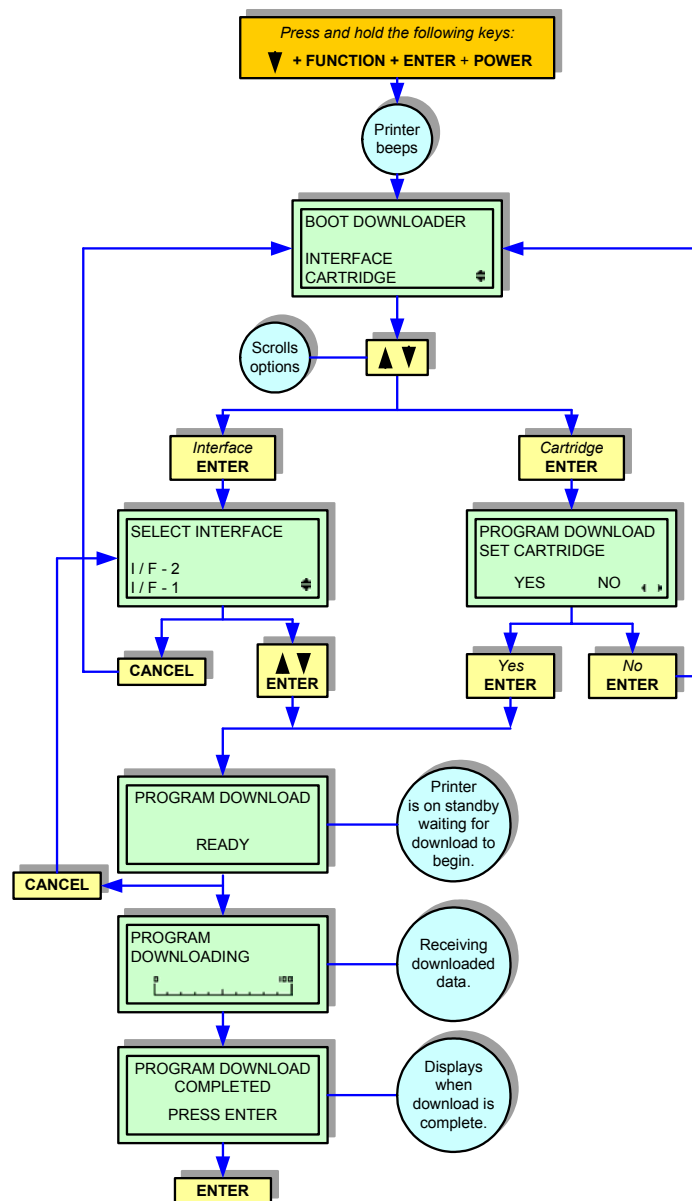 Press and hold the following keys:
+ FUNCTION + ENTER + POWER
Printer
beeps
BOOT DOWNLOADER
INTERFACE
CARTRIDGE
Scrolls
options
Interface
ENTER
Cartridge
ENTER
SELECT INTERFACE
I / F - 2
I / F - 1
PROGRAM DOWNLOAD
SET CARTRIDGE
YES NO
CANCEL
ENTER
Yes
ENTER
No
ENTER
PROGRAM DOWNLOAD
READY
Printer
is on standby
waiting for
download to
begin.
CANCEL
PROGRAM
DOWNLOADING
0 100
Receiving
downloaded
data.
PROGRAM DOWNLOAD
COMPLETED
PRESS ENTER
Displays
when
download is
complete.
ENTER